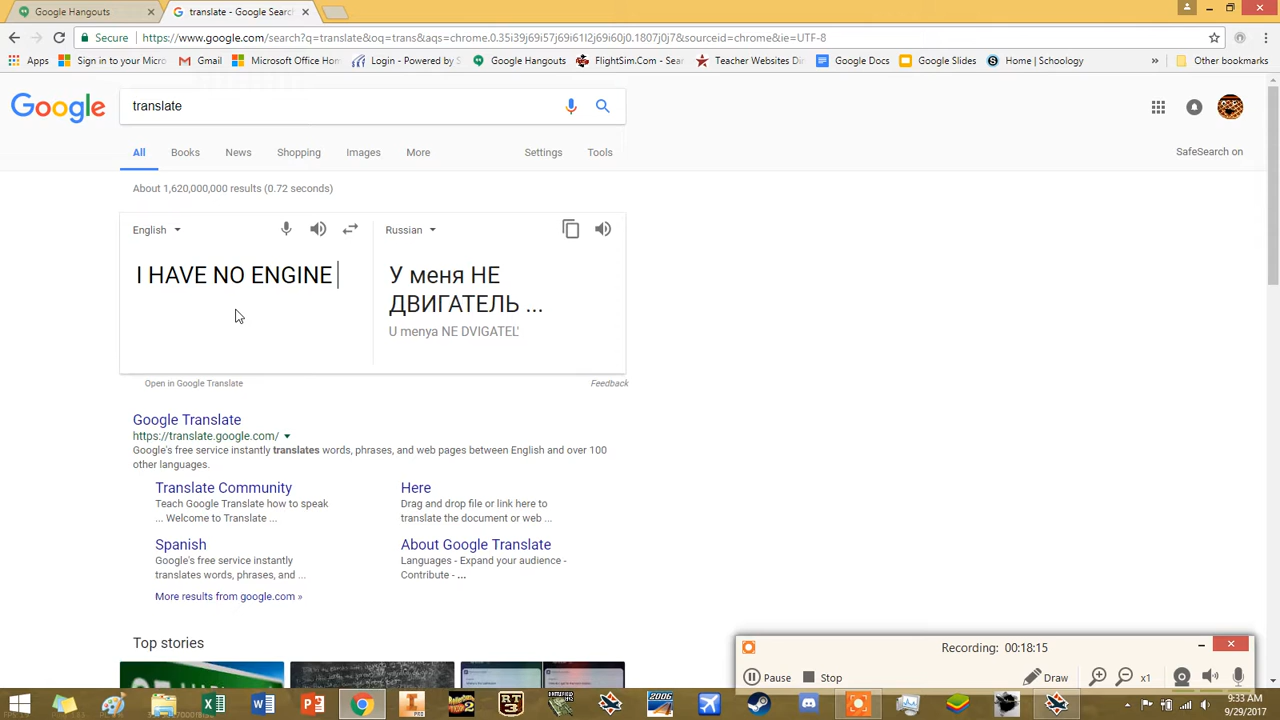 Google Hangouts
translate - Google Searc
Secure
https://www.google.com/search?q=translate&oq=trans&aqs=chrome.0.35i39j69i57j69i61l2j69i60j0.1807j0j7&sourceid=chrome&ie=UTF-8
Apps
Sign in to your Micro
Gmail
Microsoft Office Hom
Login - Powered by S
Google Hangouts
FlightSim.Com - Sea
Teacher Websites Di
Google Docs
Google Slides
Home | Schoology
»
Other bookmarks
Google
translate
All
Books
News
Shopping
Images
More
Settings
Tools
SafeSearch on
About 1,620,000,000 results (0.72 seconds)
English
Russian
I HAVE NO ENGINE
У меня НЕ
ДВИГАТЕЛЬ ...
U menya NE DVIGATEL'
Open in Google Translate
Feedback
Google Translate
https://translate.google.com/
Google's free service instantly translates words, phrases, and web pages between English and over 100
other languages.
Translate Community
Teach Google Translate how to speak
... Welcome to Translate ...
Here
Drag and drop file or link here to
translate the document or web ...
Spanish
Google's free service instantly
translates words, phrases, and ...
About Google Translate
Languages - Expand your audience -
Contribute - ...
More results from google.com »
Top stories
Recording: 00:18:15
Pause
Stop
Draw
x1
RT3
2006
9:33 AM
9/29/2017